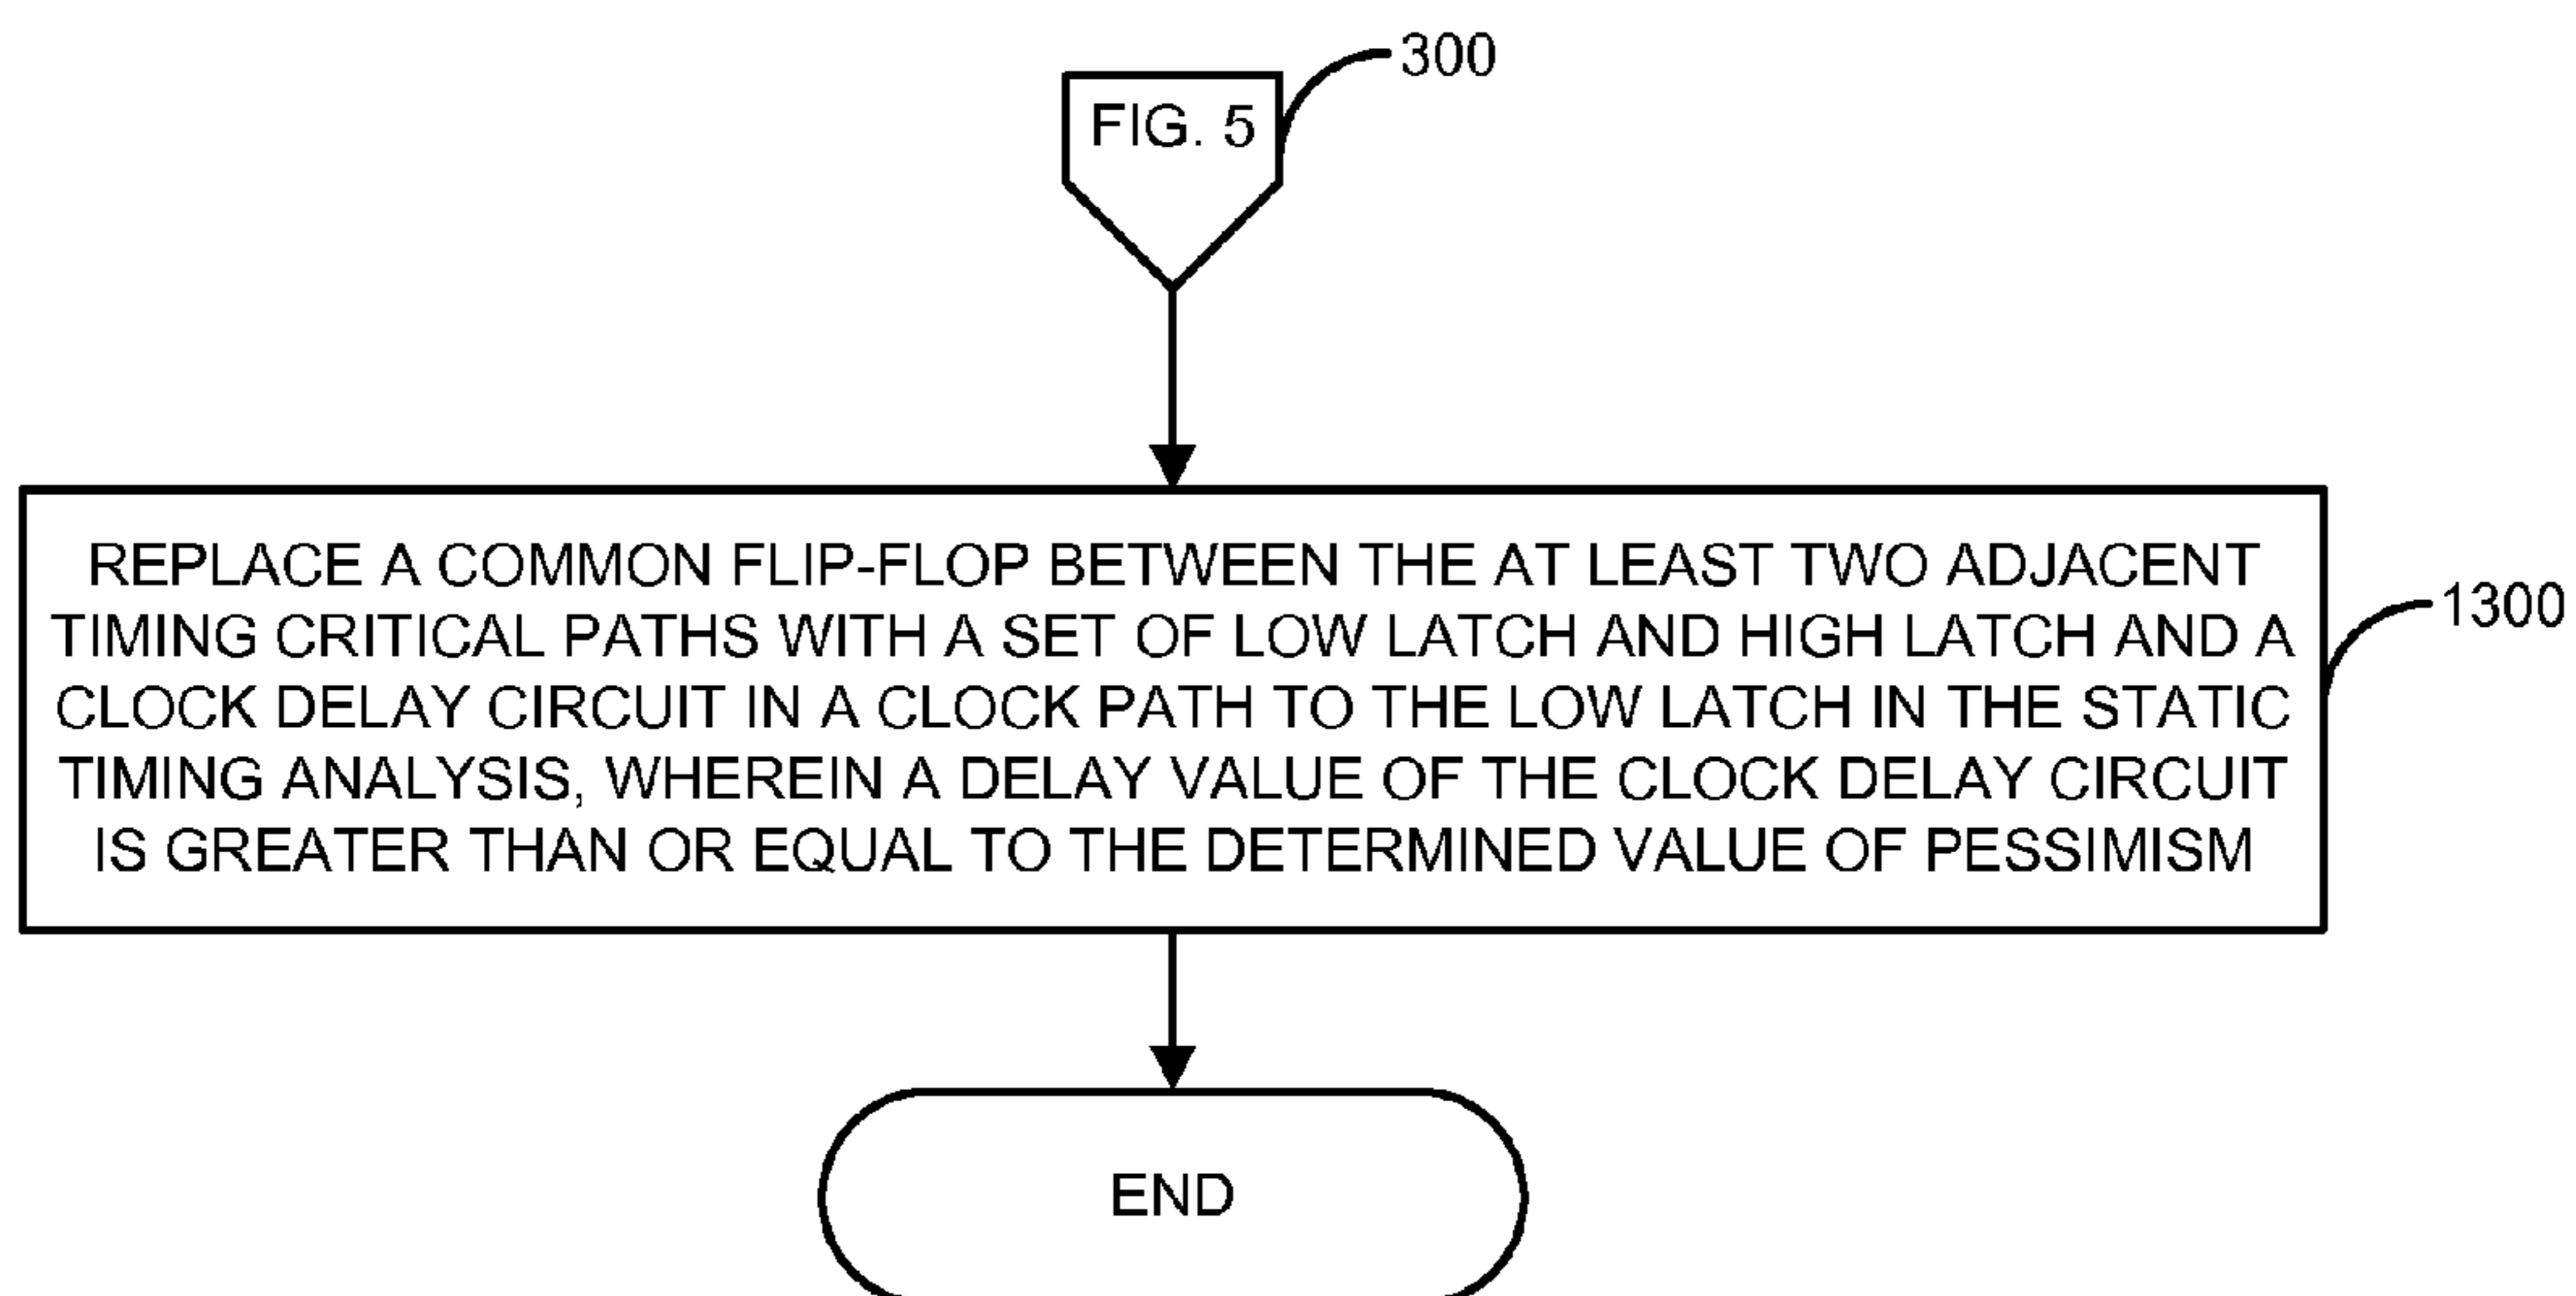 300
FIG. 5
REPLACE A COMMON FLIP-FLOP BETWEEN THE AT LEAST TWO ADJACENT
TIMING CRITICAL PATHS WITH A SET OF LOW LATCH AND HIGH LATCH AND A
CLOCK DELAY CIRCUIT IN A CLOCK PATH TO THE LOW LATCH IN THE STATIC
TIMING ANALYSIS, WHEREIN A DELAY VALUE OF THE CLOCK DELAY CIRCUIT
IS GREATER THAN OR EQUAL TO THE DETERMINED VALUE OF PESSIMISM
1300
END